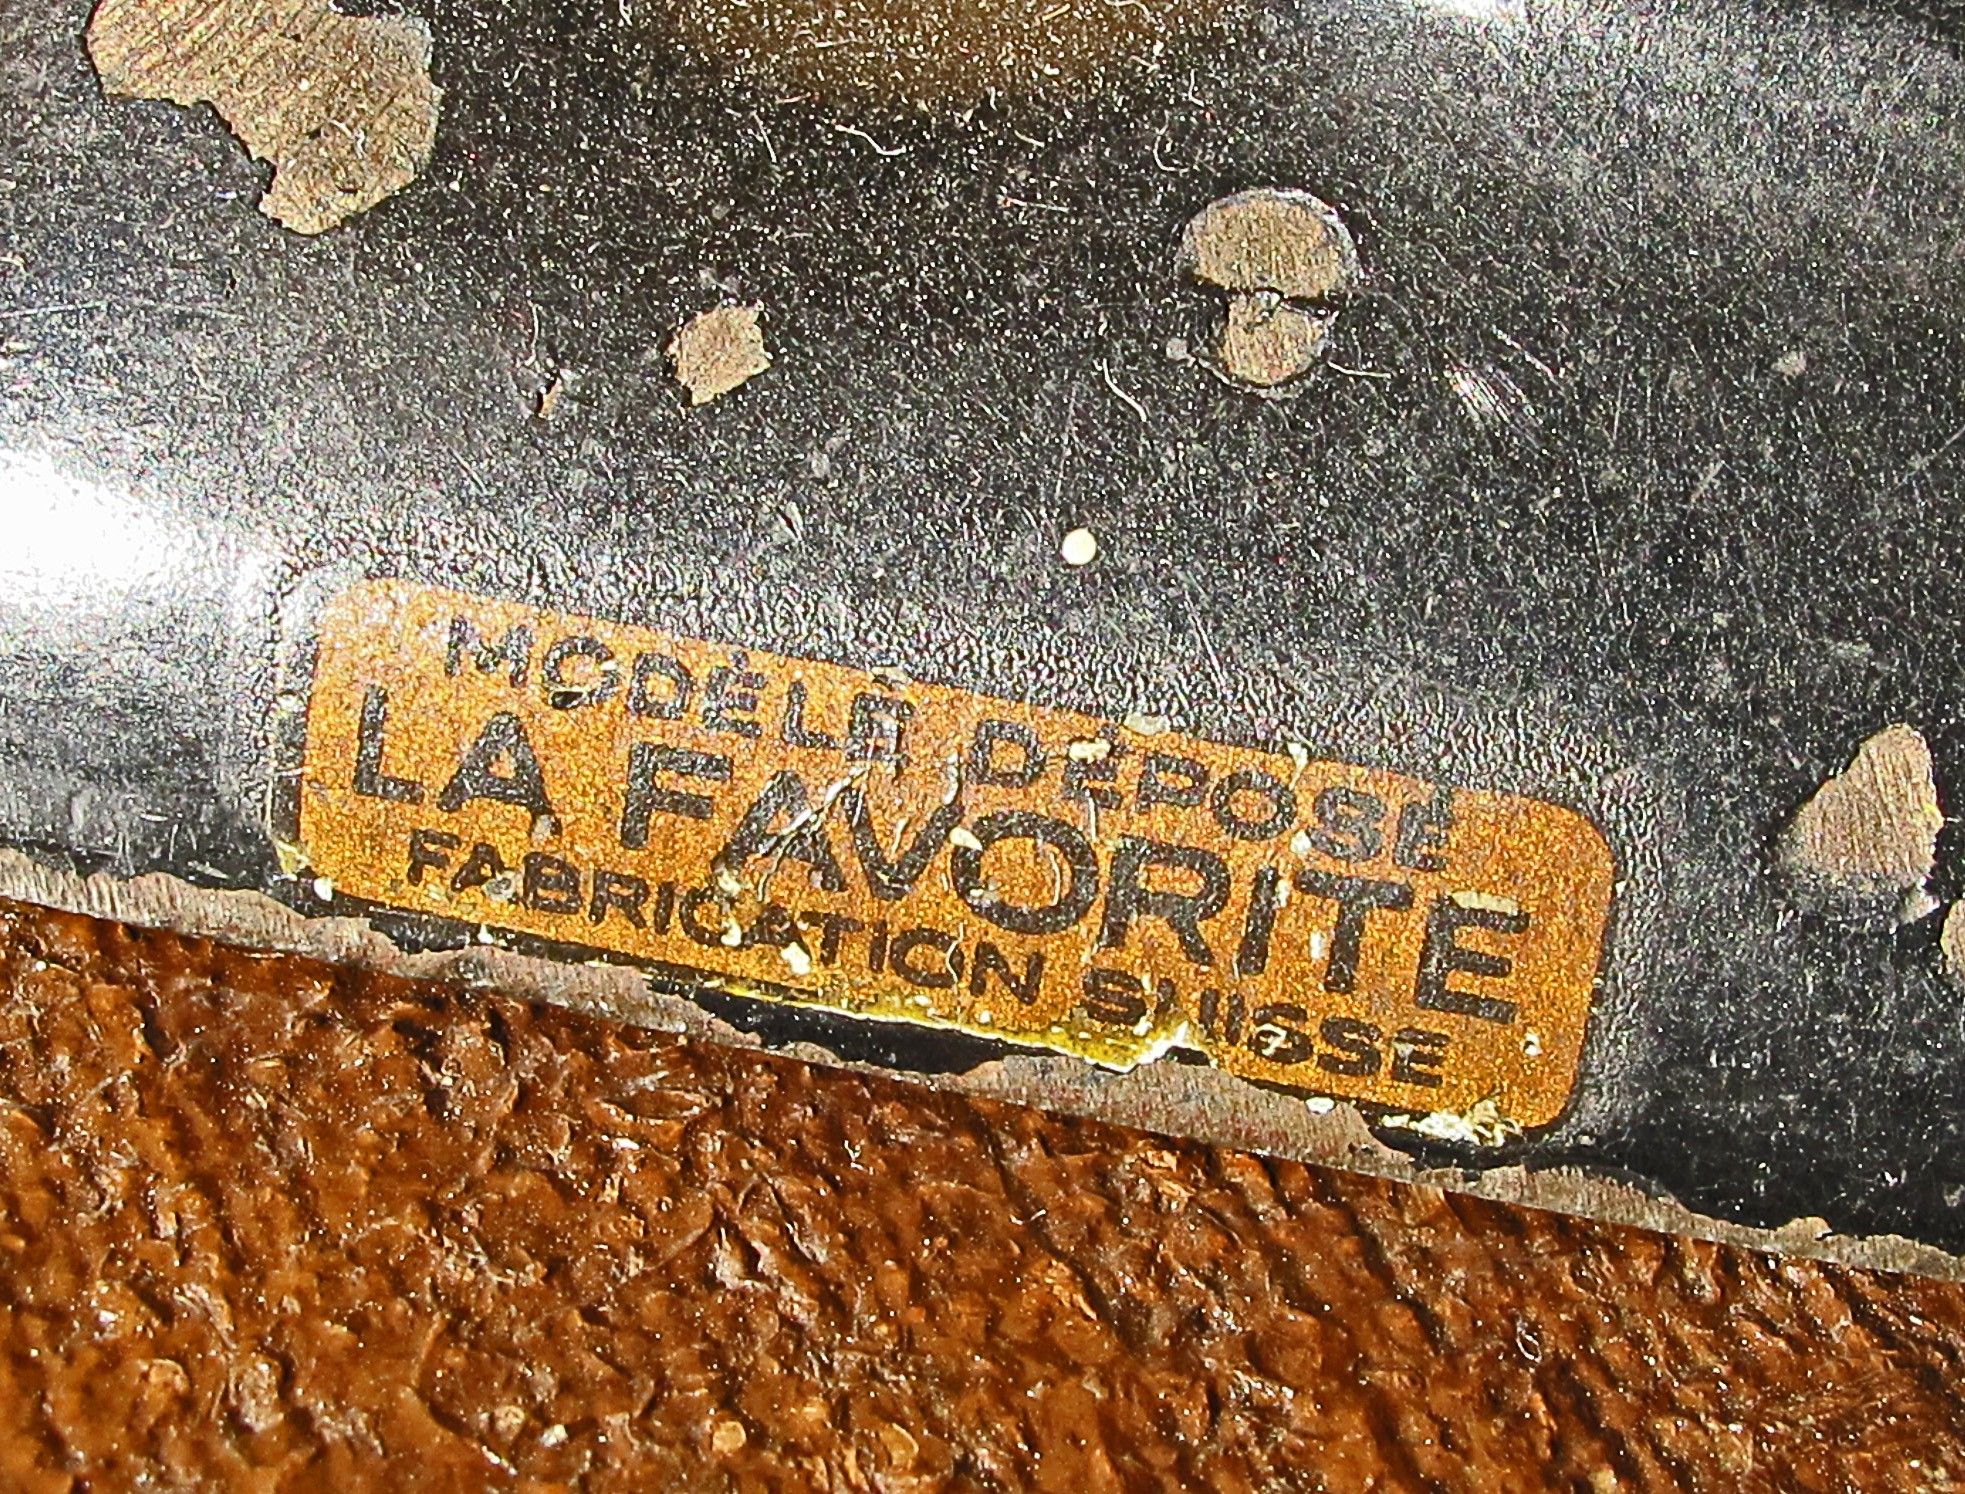 MODÈLE DÉPOSÉ
LA FAVORITE
FABRICATION SUISSE